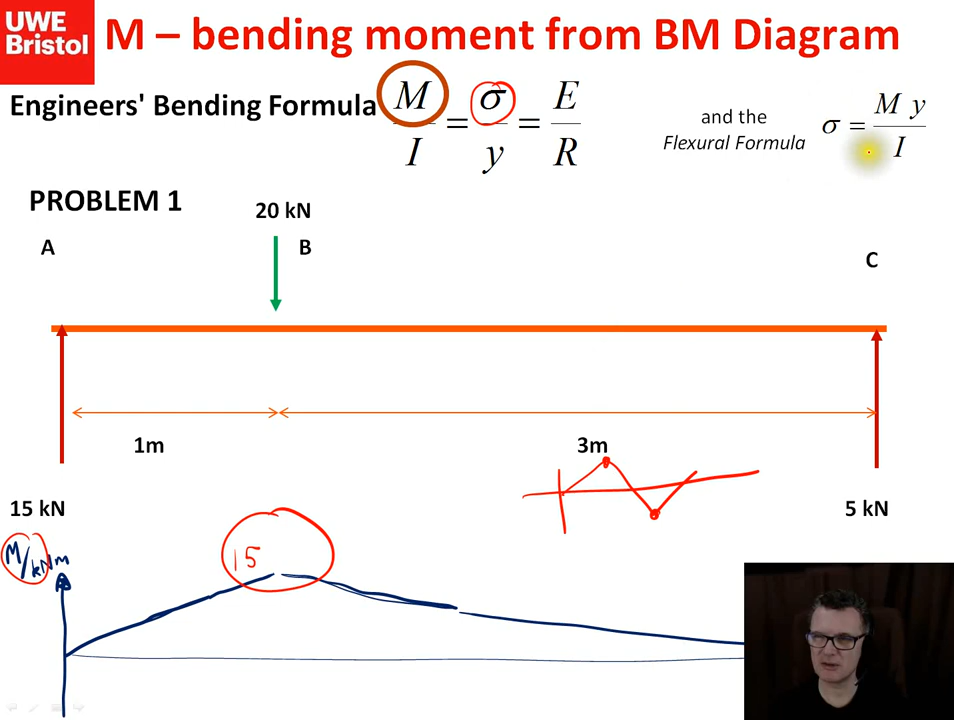 UWE
Bristol
M – bending moment from BM Diagram
Engineers' Bending Formula
M/I = σ/y = E/R
and the
Flexural Formula
σ = M y / I
PROBLEM 1
20 kN
A
B
C
1m
3m
15 kN
5 kN
M/kNm
15